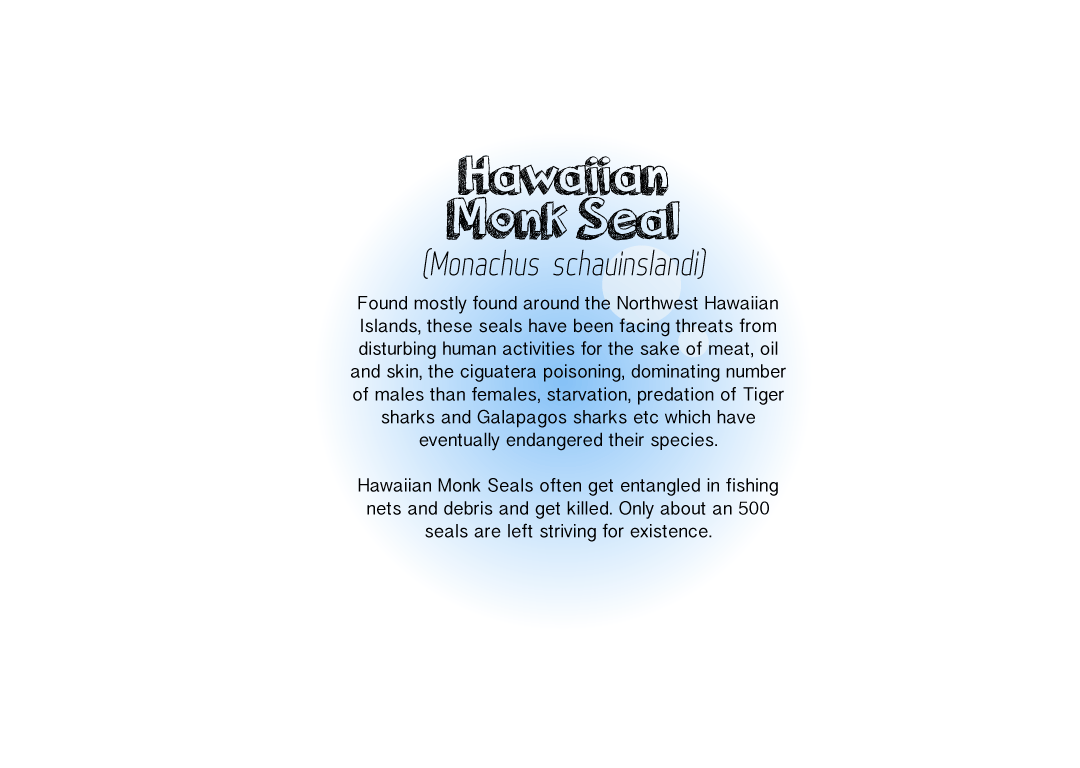 Hawaiian
Monk Seal
(Monachus schauinslandi)
Found mostly found around the Northwest Hawaiian
Islands, these seals have been facing threats from
disturbing human activities for the sake of meat, oil
and skin, the ciguatera poisoning, dominating number
of males than females, starvation, predation of Tiger
sharks and Galapagos sharks etc which have
eventually endangered their species.
Hawaiian Monk Seals often get entangled in fishing
nets and debris and get killed. Only about an 500
seals are left striving for existence.